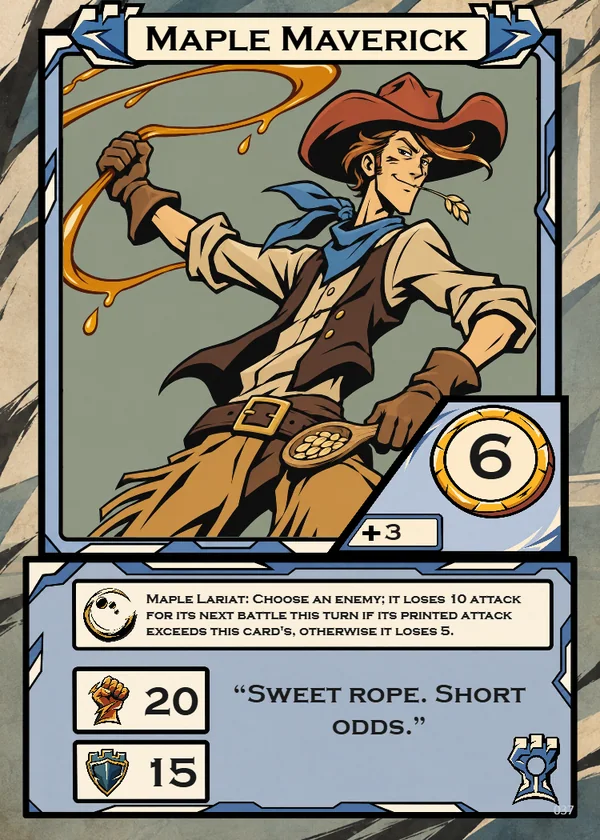 Maple Maverick
6
+3
Maple Lariat: Choose an enemy; it loses 10 attack
for its next battle this turn if its printed attack
exceeds this card's, otherwise it loses 5.
20
“Sweet rope. Short
odds.”
15
037